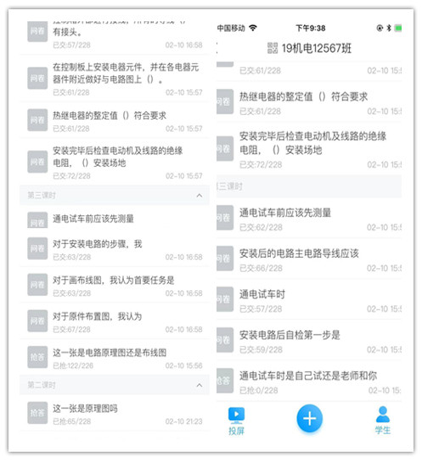 有接头。
已交:57/228
02-10 16:58
问卷
在控制板上安装电器元件，并在各电器元
器件附近做好与电路图上（）。
已交:61/228
02-10 15:57
问卷
热继电器的整定值（）符合要求
已交:61/228
02-10 15:57
问卷
安装完毕后检查电动机及线路的绝缘
电阻，（）安装场地
已交:72/228
02-10 15:57
第三课时
问卷
通电试车前应该先测量
已交:62/228
02-10 16:58
问卷
对于安装电路的步骤，我
已交:63/228
02-10 16:58
问卷
对于画布线图，我认为首要任务是
已交:63/228
02-10 16:58
问卷
对于原件布置图，我认为
已交:67/228
02-10 16:58
抢答
这一张是电路原理图还是布线图
已抢:122/228
02-10 15:56
第二课时
抢答
这一张是原理图吗
已抢:65/228
02-10 21:23
中国移动
下午9:38
19机电12567班
已交:61/228
02-10 15:5
问卷
热继电器的整定值（）符合要求
已交:61/228
02-10 15:5
问卷
安装完毕后检查电动机及线路的绝缘
电阻，（）安装场地
已交:72/228
02-10 15:5
三课时
问卷
通电试车前应该先测量
已交:62/228
02-10 15:5
问卷
安装后的电路主电路导线应该
已交:66/228
02-10 15:5
问卷
通电试车时
已交:57/228
02-10 15:5
问卷
安装电路后自检第一步是
已交:59/228
02-10 15:5
抢答
通电试车时是自己试还是老师和你
已抢:0/228
02-10 15:5
投屏
学生